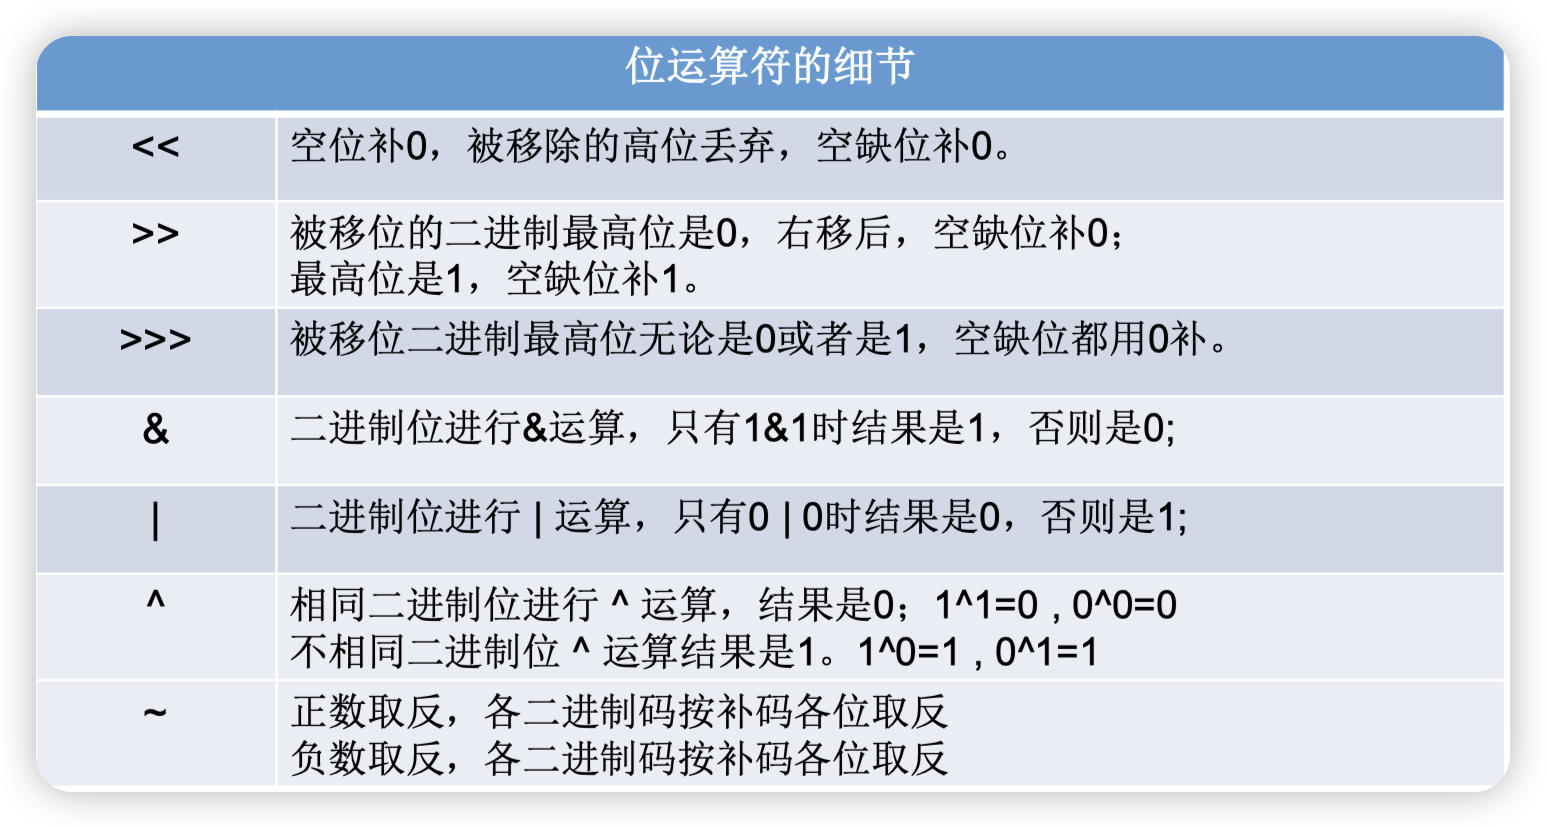 位运算符的细节
<< 空位补0，被移除的高位丢弃，空缺位补0。
>> 被移位的二进制最高位是0，右移后，空缺位补0；
最高位是1，空缺位补1。
>>> 被移位二进制最高位无论是0或者是1，空缺位都用0补。
& 二进制位进行&运算，只有1&1时结果是1，否则是0;
| 二进制位进行 | 运算，只有0 | 0时结果是0，否则是1;
^ 相同二进制位进行 ^ 运算，结果是0；1^1=0 , 0^0=0
不相同二进制位 ^ 运算结果是1。1^0=1 , 0^1=1
~ 正数取反，各二进制码按补码各位取反
负数取反，各二进制码按补码各位取反